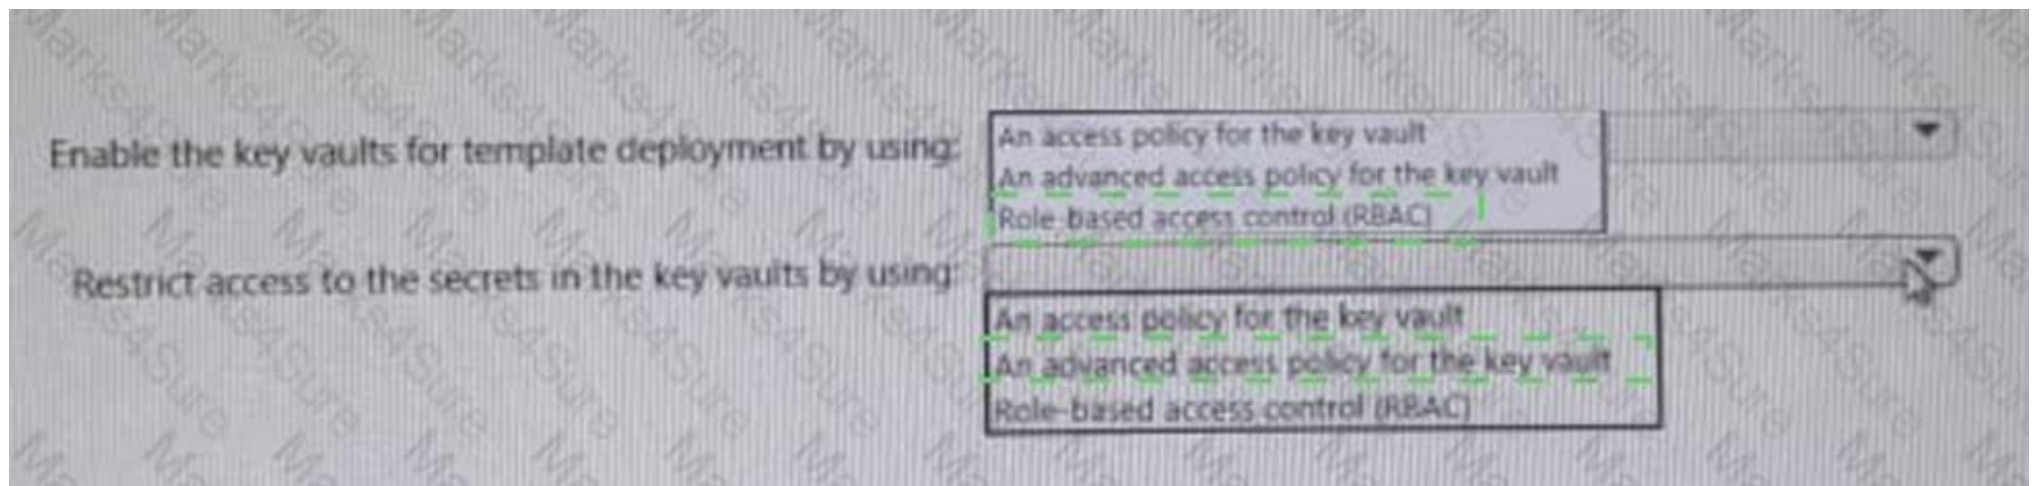 Enable the key vaults for template deployment by using:
An access policy for the key vault
An advanced access policy for the key vault
Role-based access control (RBAC)
Restrict access to the secrets in the key vaults by using:
An access policy for the key vault
An advanced access policy for the key vault
Role-based access control (RBAC)
Marks4Sure